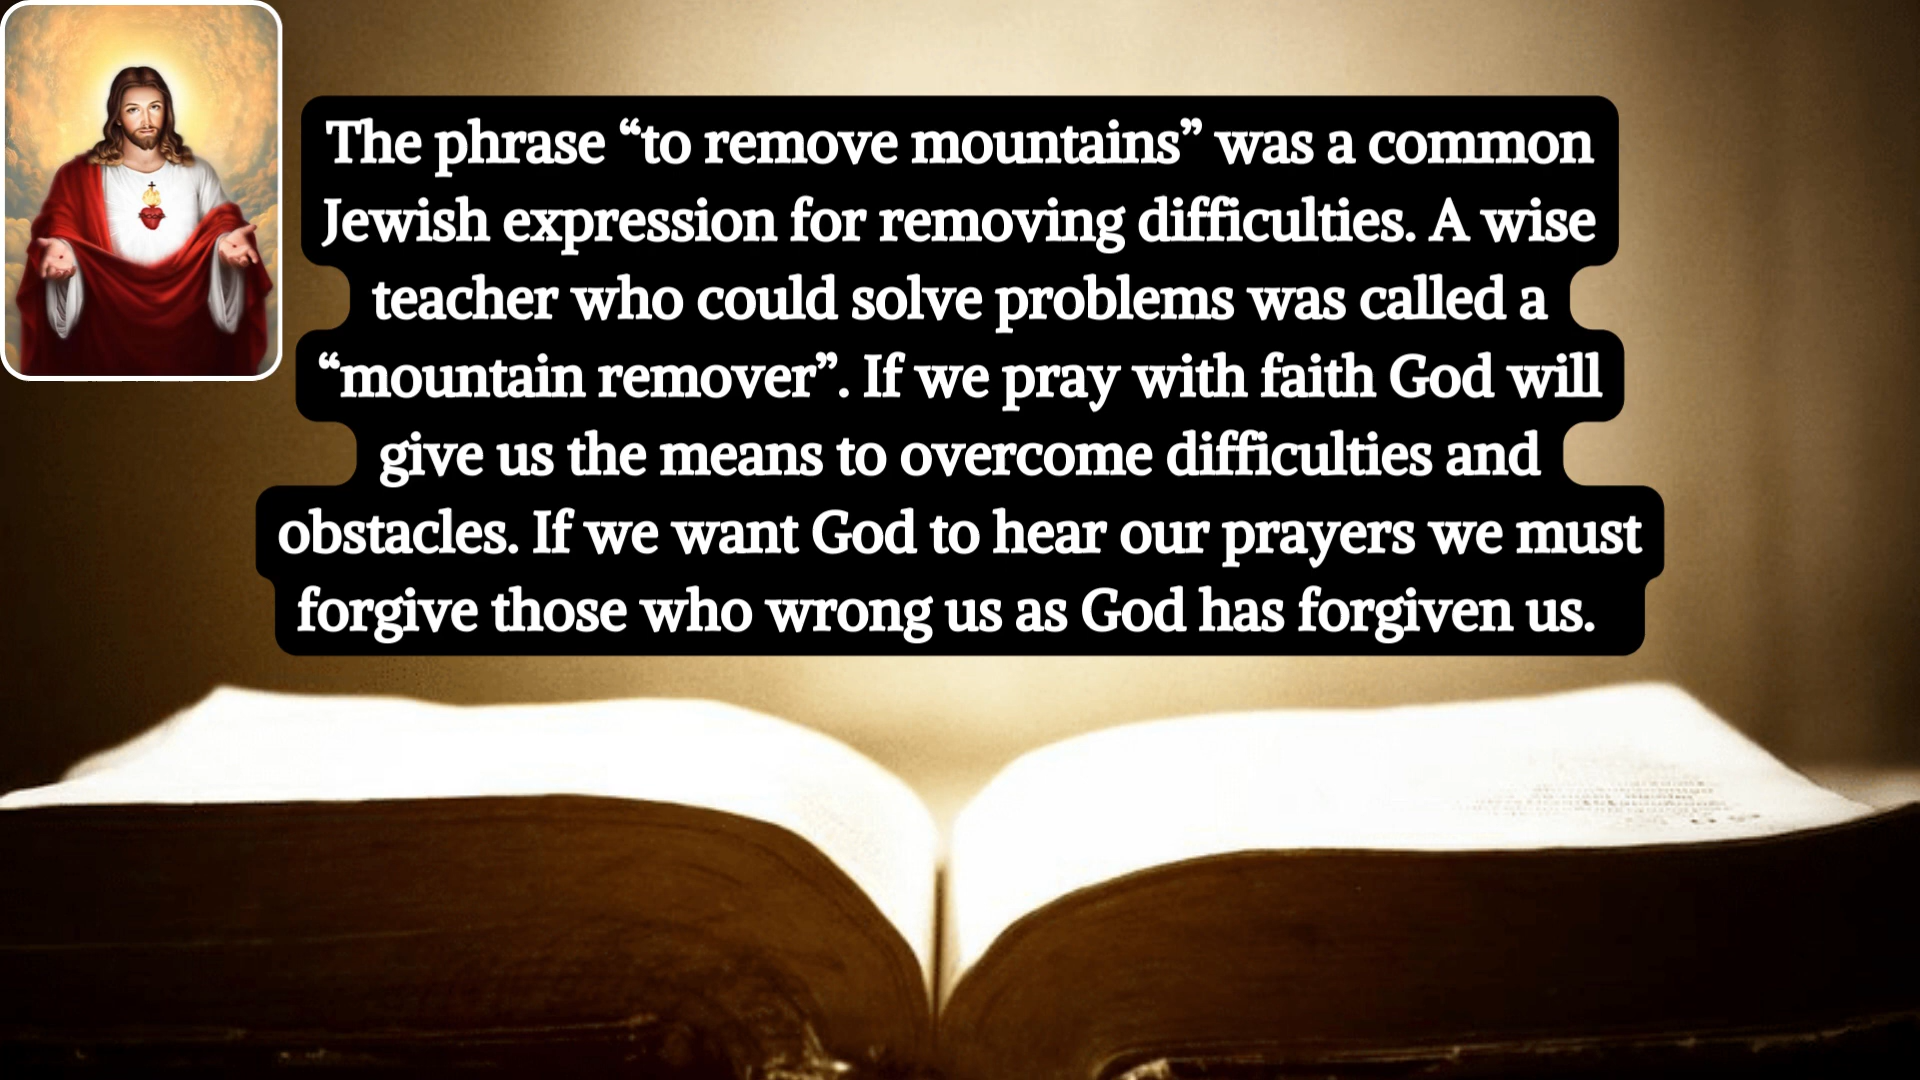 The phrase “to remove mountains” was a common
Jewish expression for removing difficulties. A wise
teacher who could solve problems was called a
“mountain remover”. If we pray with faith God will
give us the means to overcome difficulties and
obstacles. If we want God to hear our prayers we must
forgive those who wrong us as God has forgiven us.